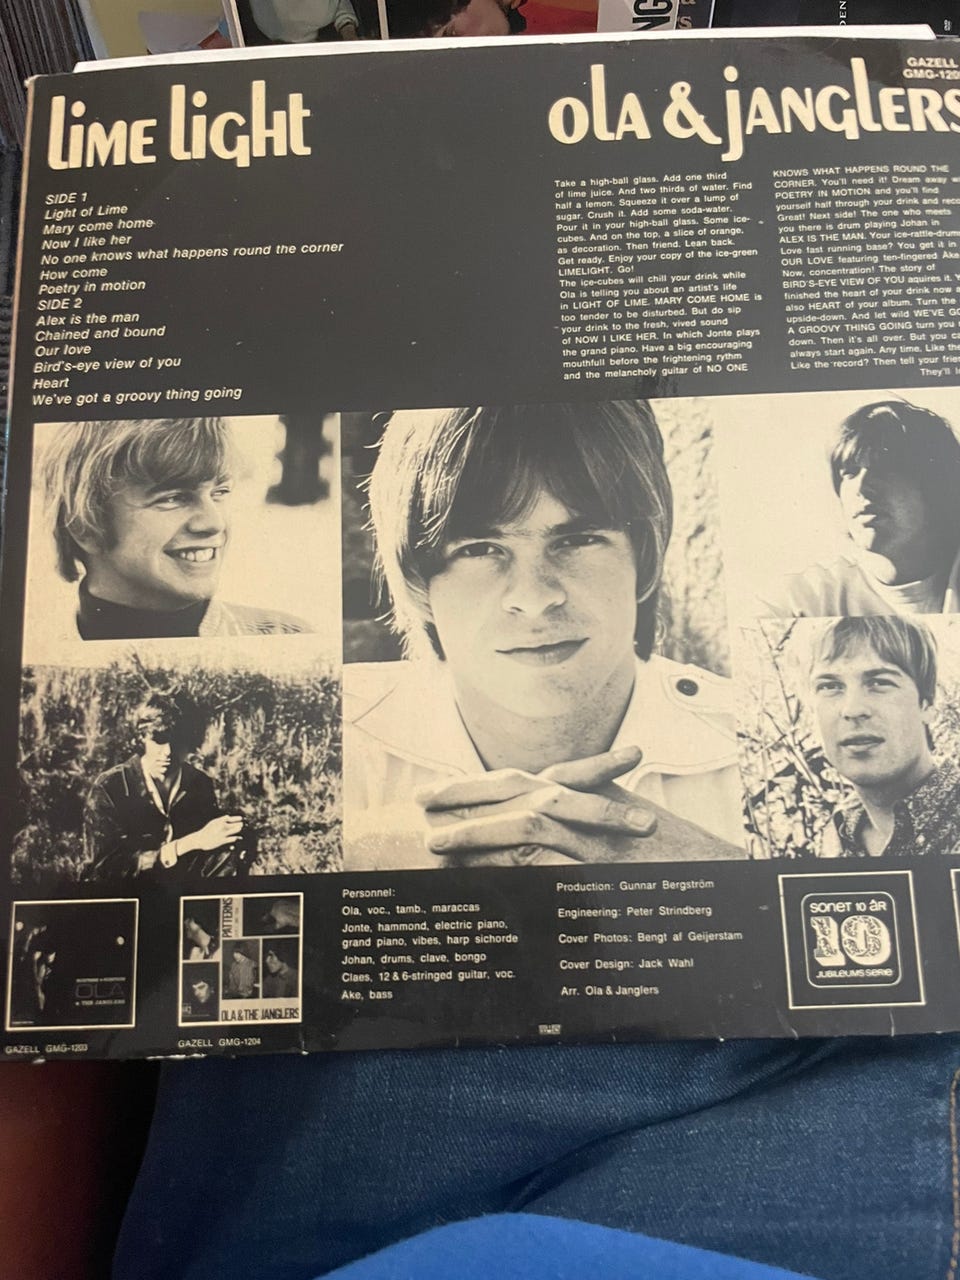 NG
as
DEN
GAZELL
lime light
ola & janglers
SIDE 1
Light of Lime
Mary come home
Now I like her
No one knows what happens round the corner
How come
Poetry in motion
SIDE 2
Alex is the man
Chained and bound
Our love
Bird's-eye view of you
Heart
We've got a groovy thing going
Take a high-ball glass. Add one third
of lime juice. And two thirds of water. Find
half a lemon. Squeeze it over a lump of
sugar. Crush it. Add some soda-water.
Pour it in your high-ball glass. Some ice-
cubes. And on the top, a slice of orange,
as decoration. Then friend. Lean back.
Get ready. Enjoy your copy of the ice-green
LIMELIGHT. Go!
The ice-cubes will chill your drink while
Ola is telling you about an artist's life
in LIGHT OF LIME. MARY COME HOME is
too tender to be disturbed. But do sip
your drink to the fresh, vived sound
of NOW I LIKE HER. In which Jonte plays
the grand piano. Have a big encouraging
mouthfull before the frightening rythm
and the melancholy guitar of NO ONE
KNOWS WHAT HAPPENS ROUND THE
CORNER. You'll need it! Dream away
POETRY IN MOTION and you'll find
yourself half through your drink and
Great! Next side! The one who meets
you there is drum playing Johan in
ALEX IS THE MAN. Your ice-rattle-drum
Love fast running base? You get it in
OUR LOVE featuring ten-fingered Åke
Now, concentration! The story of
BIRD'S-EYE VIEW OF YOU aquires it.
finished the heart of your drink now
also HEART of your album. Turn the
upside-down. And let wild WE'VE
A GROOVY THING GOING turn you
down. Then it's all over. But you
always start again. Any time. Like the
Like the record? Then tell your
They'll
PATTERNS
OLA
& THE JANGLERS
OLA & THE JANGLERS
GAZELL GMG-1203
GAZELL GMG-1204
Personnel:
Ola, voc., tamb., maraccas
Jonte, hammond, electric piano,
grand piano, vibes, harp sichorde
Johan, drums, clave, bongo
Claes, 12 & 6-stringed guitar, voc.
Åke, bass
Production: Gunnar Bergström
Engineering: Peter Strindberg
Cover Photos: Bengt af Geijerstam
Cover Design: Jack Wahl
Arr. Ola & Janglers
SONET 10 ÅR
10
JUBILEUMSSERIE